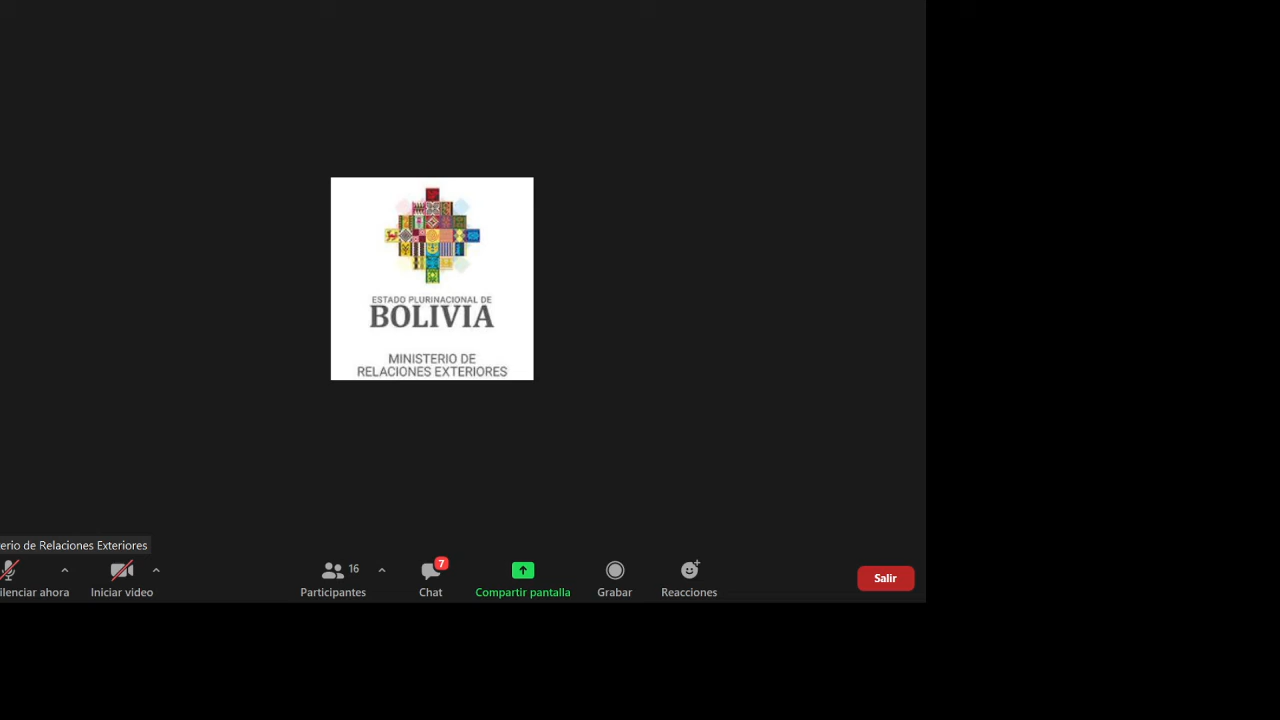 ESTADO PLURINACIONAL DE
BOLIVIA
MINISTERIO DE
RELACIONES EXTERIORES
erio de Relaciones Exteriores
ilenciar ahora
Iniciar video
16
Participantes
7
Chat
Compartir pantalla
Grabar
Reacciones
Salir